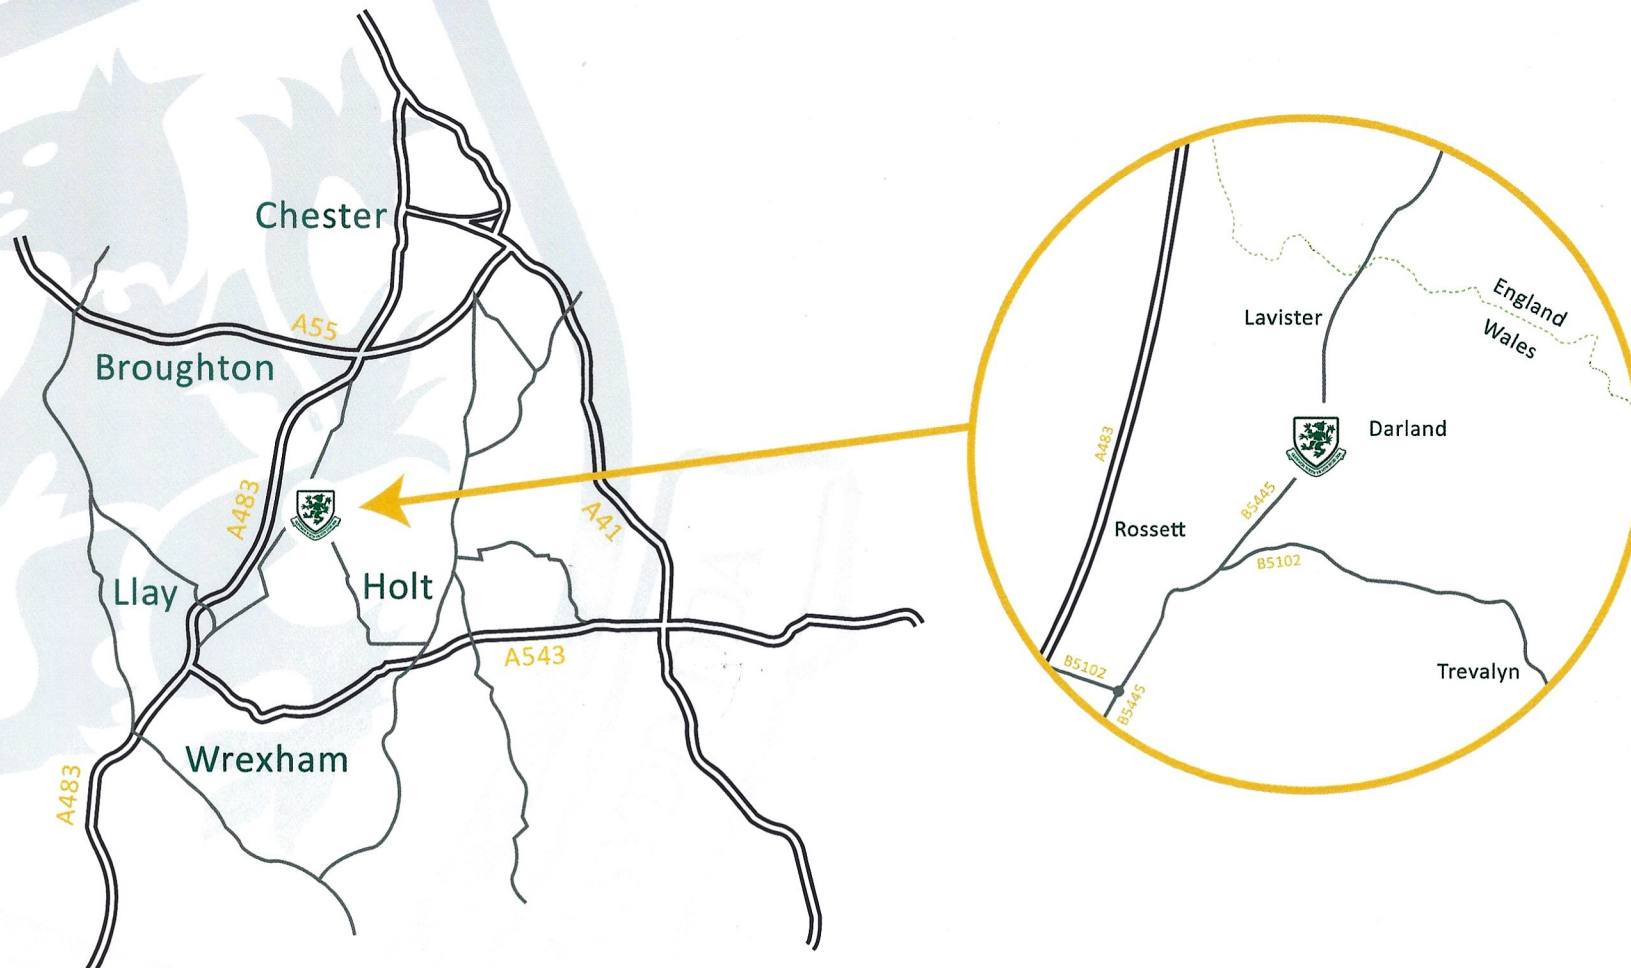 Chester
A55
Broughton
A483
A41
Llay
Holt
A543
Wrexham
A483
England
Wales
Lavister
Darland
A483
B5445
Rossett
B5102
B5102
Trevalyn
B5445